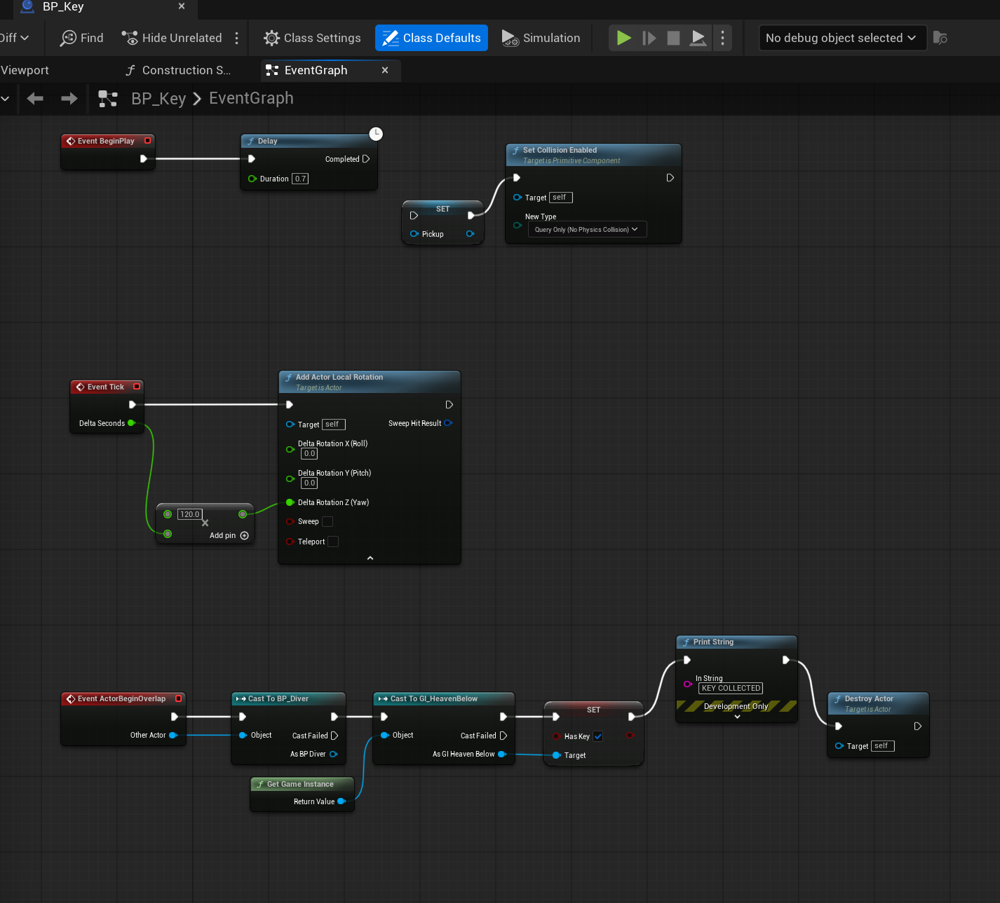 BP_Key
Diff
Find
Hide Unrelated
Class Settings
Class Defaults
Simulation
No debug object selected
Viewport
Construction S...
EventGraph
BP_Key
EventGraph
Event BeginPlay
Delay
Completed
Duration 0.7
Set Collision Enabled
Target is Primitive Component
Target self
New Type
Query Only (No Physics Collision)
SET
Pickup
Event Tick
Delta Seconds
Add Actor Local Rotation
Target is Actor
Target self
Sweep Hit Result
Delta Rotation X (Roll)
0.0
Delta Rotation Y (Pitch)
0.0
Delta Rotation Z (Yaw)
Sweep
Teleport
120.0
Add pin
Event ActorBeginOverlap
Other Actor
Cast To BP_Diver
Object
Cast Failed
As BP Diver
Get Game Instance
Return Value
Cast To GI_HeavenBelow
Object
Cast Failed
As GI Heaven Below
SET
Has Key
Target
Print String
In String
KEY COLLECTED
Development Only
Destroy Actor
Target is Actor
Target self